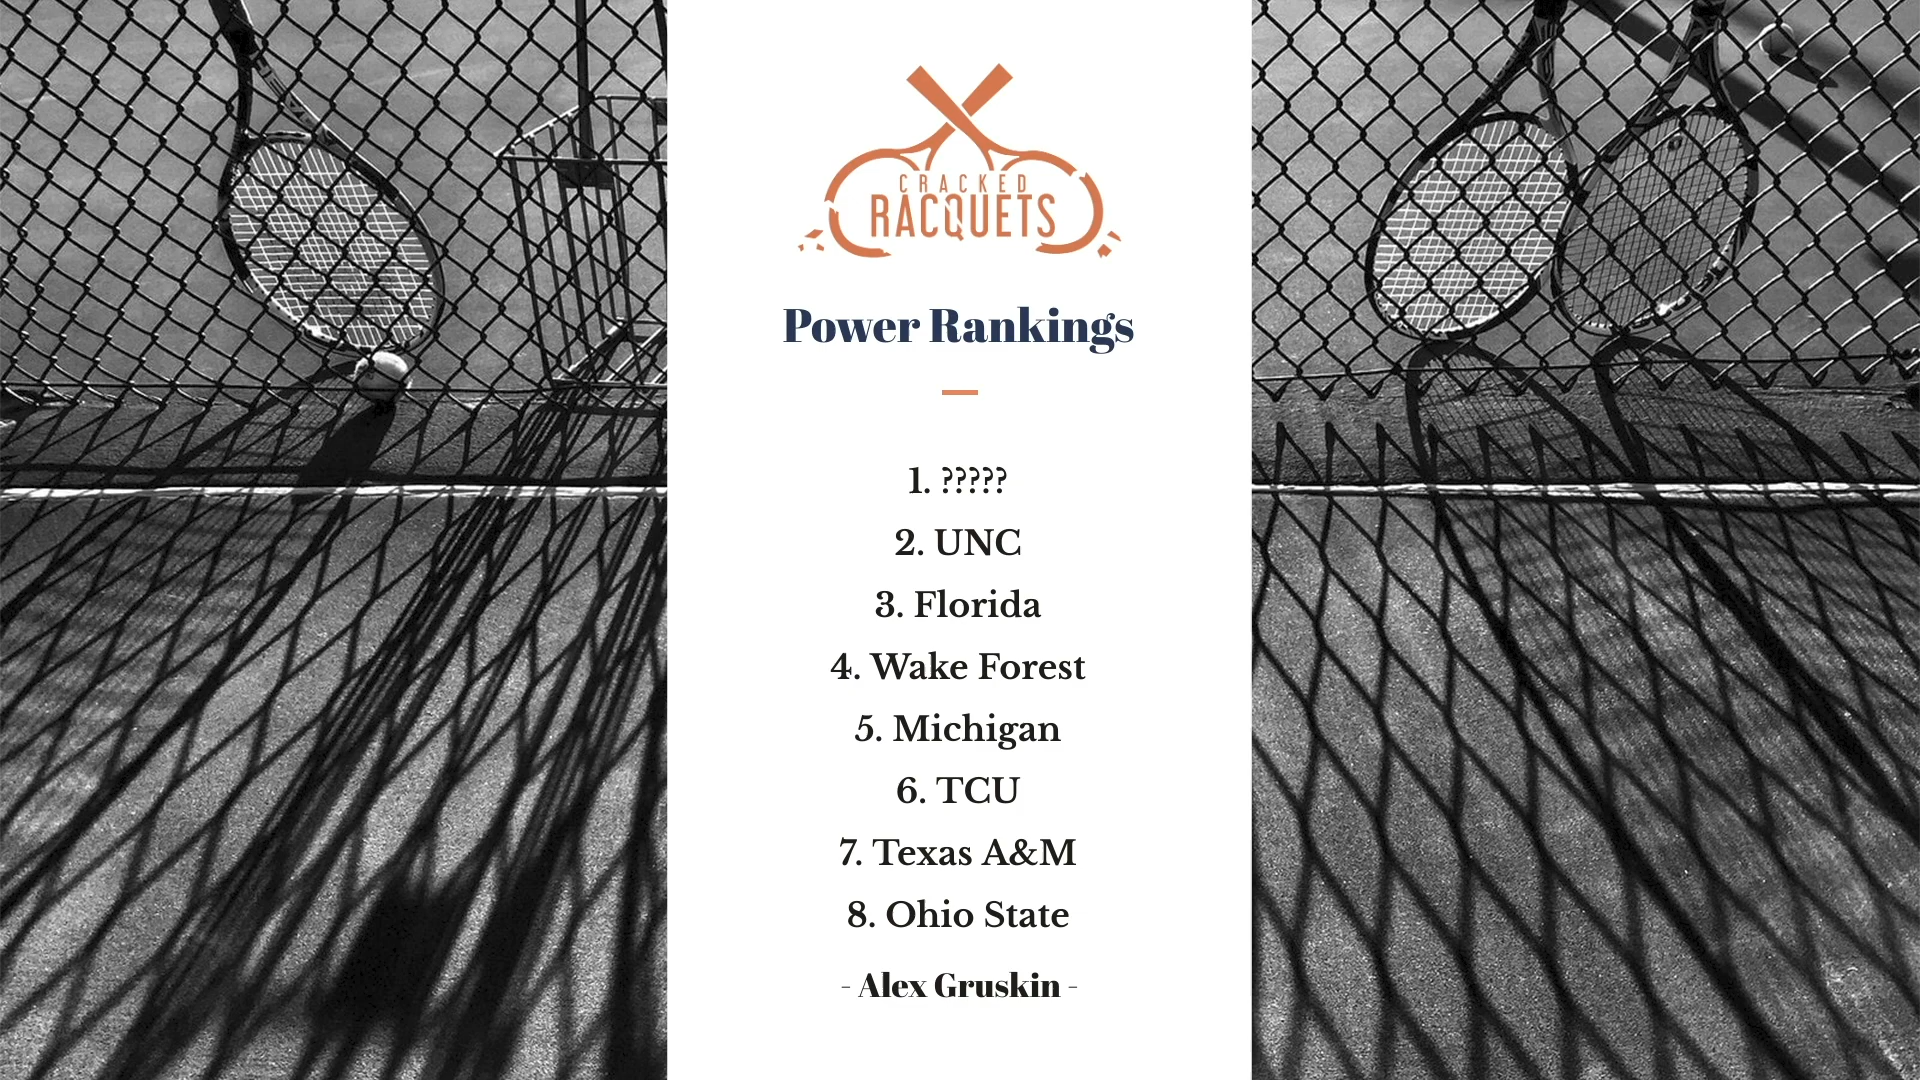 CRACKED
RACQUETS
Power Rankings
1. ?????
2. UNC
3. Florida
4. Wake Forest
5. Michigan
6. TCU
7. Texas A&M
8. Ohio State
- Alex Gruskin -